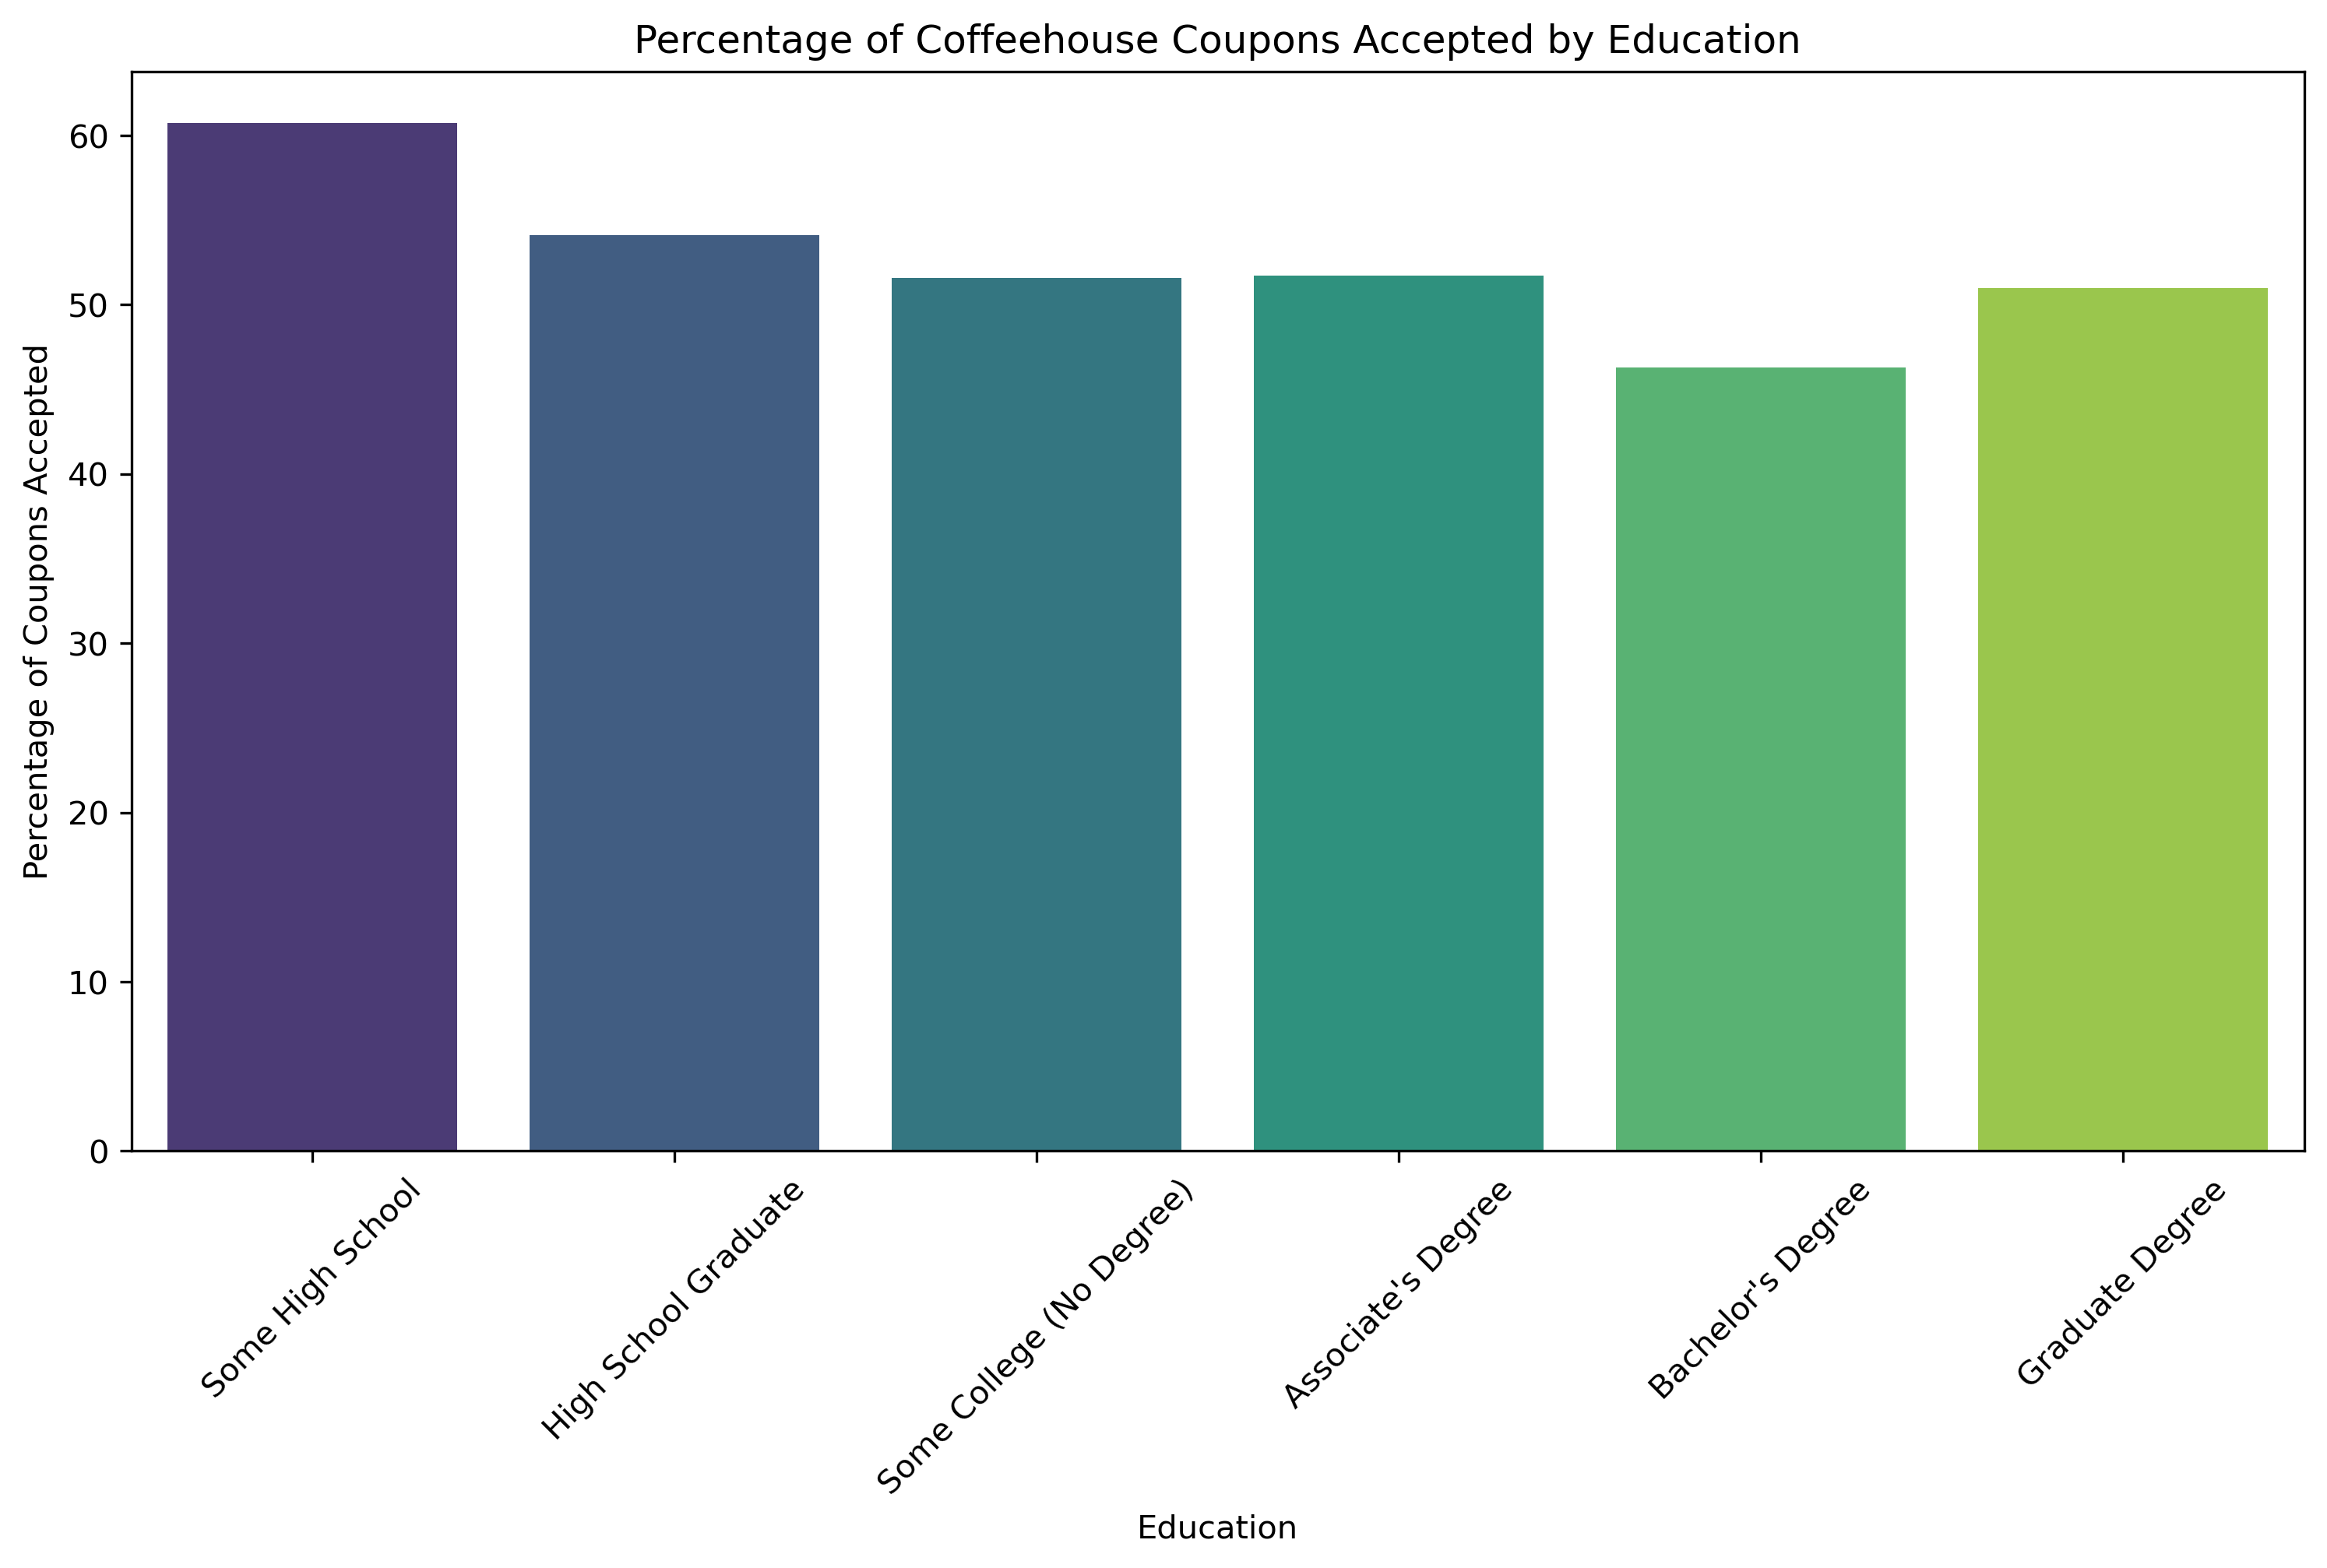 Percentage of Coffeehouse Coupons Accepted by Education
Percentage of Coupons Accepted
60
50
40
30
20
10
0
Some High School
High School Graduate
Some College (No Degree)
Associate's Degree
Bachelor's Degree
Graduate Degree
Education